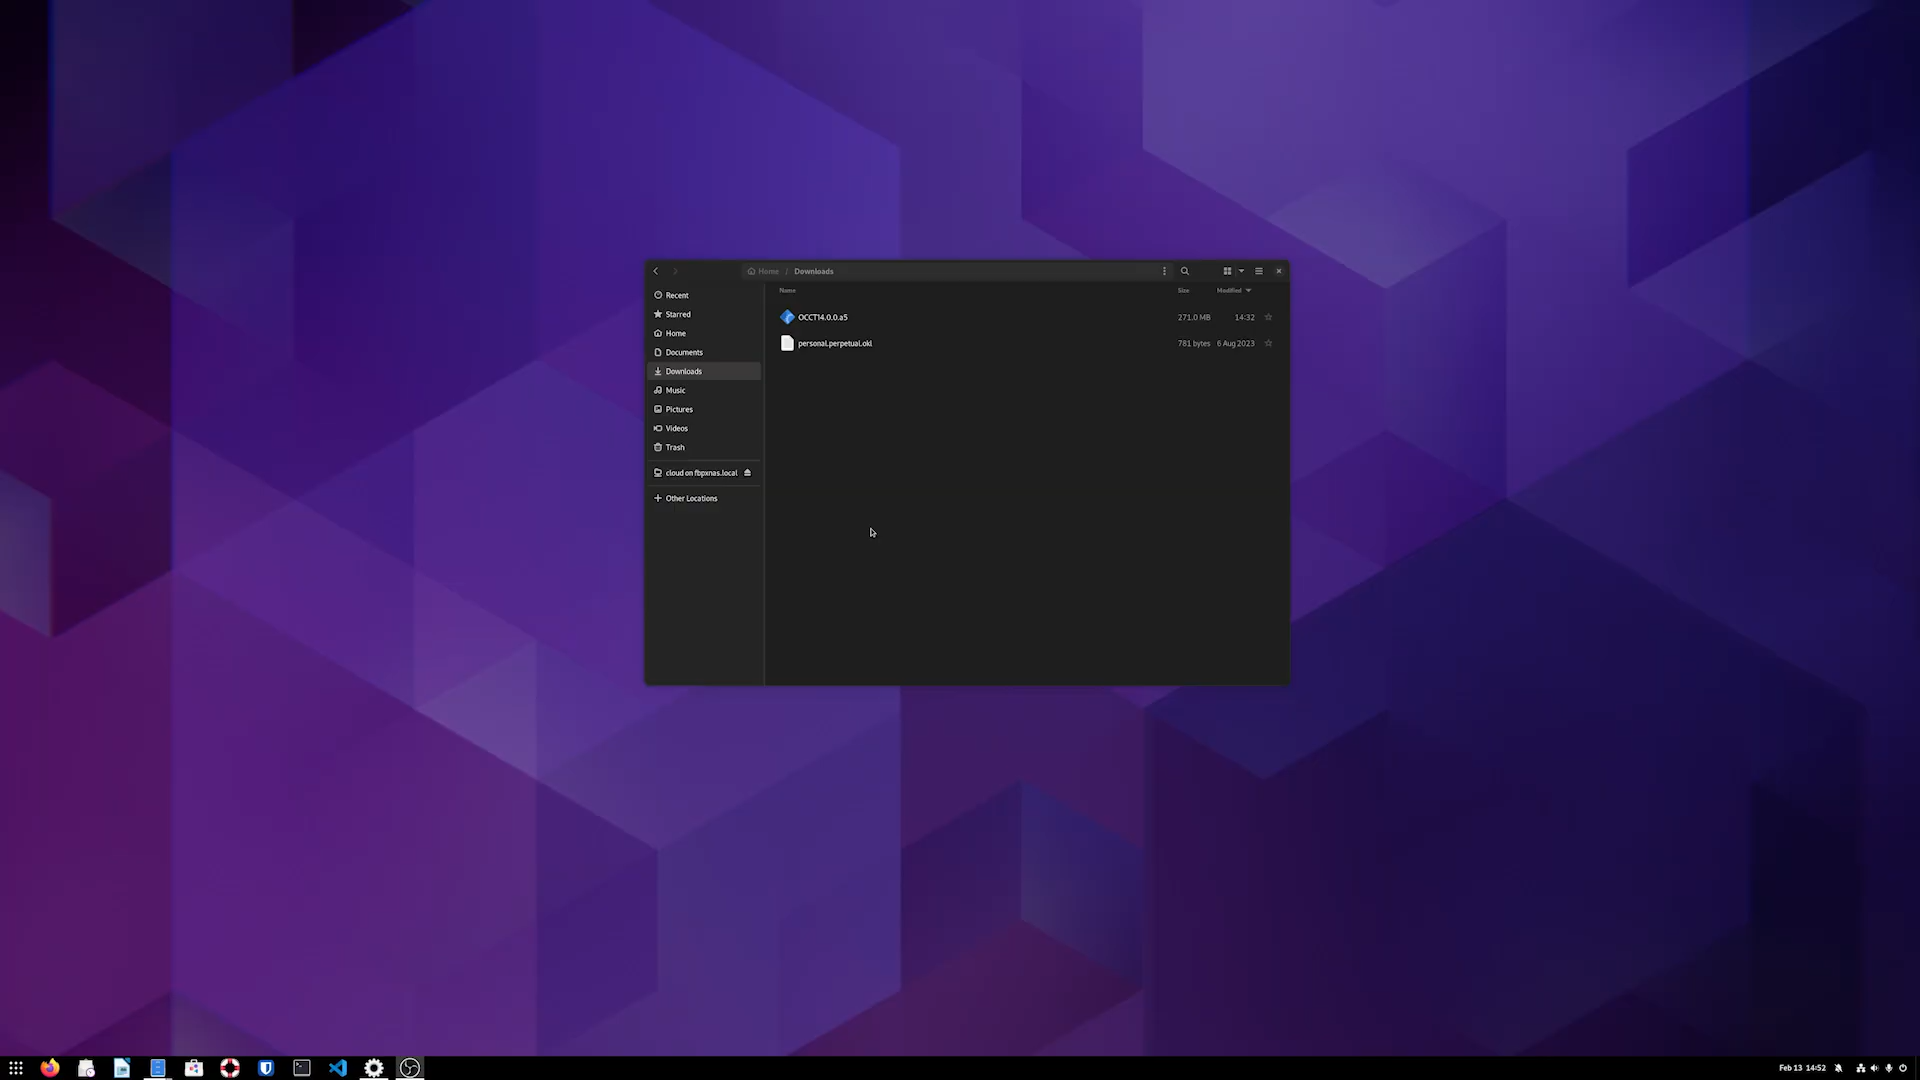 Home / Downloads
Name Size Modified
Recent
Starred
Home
Documents
Downloads
Music
Pictures
Videos
Trash
cloud on fbpxnas.local
Other Locations
OCCT14.0.0.a5 271.0 MB 14:32
personal.perpetual.okl 781 bytes 6 Aug 2023
Feb 13 14:52